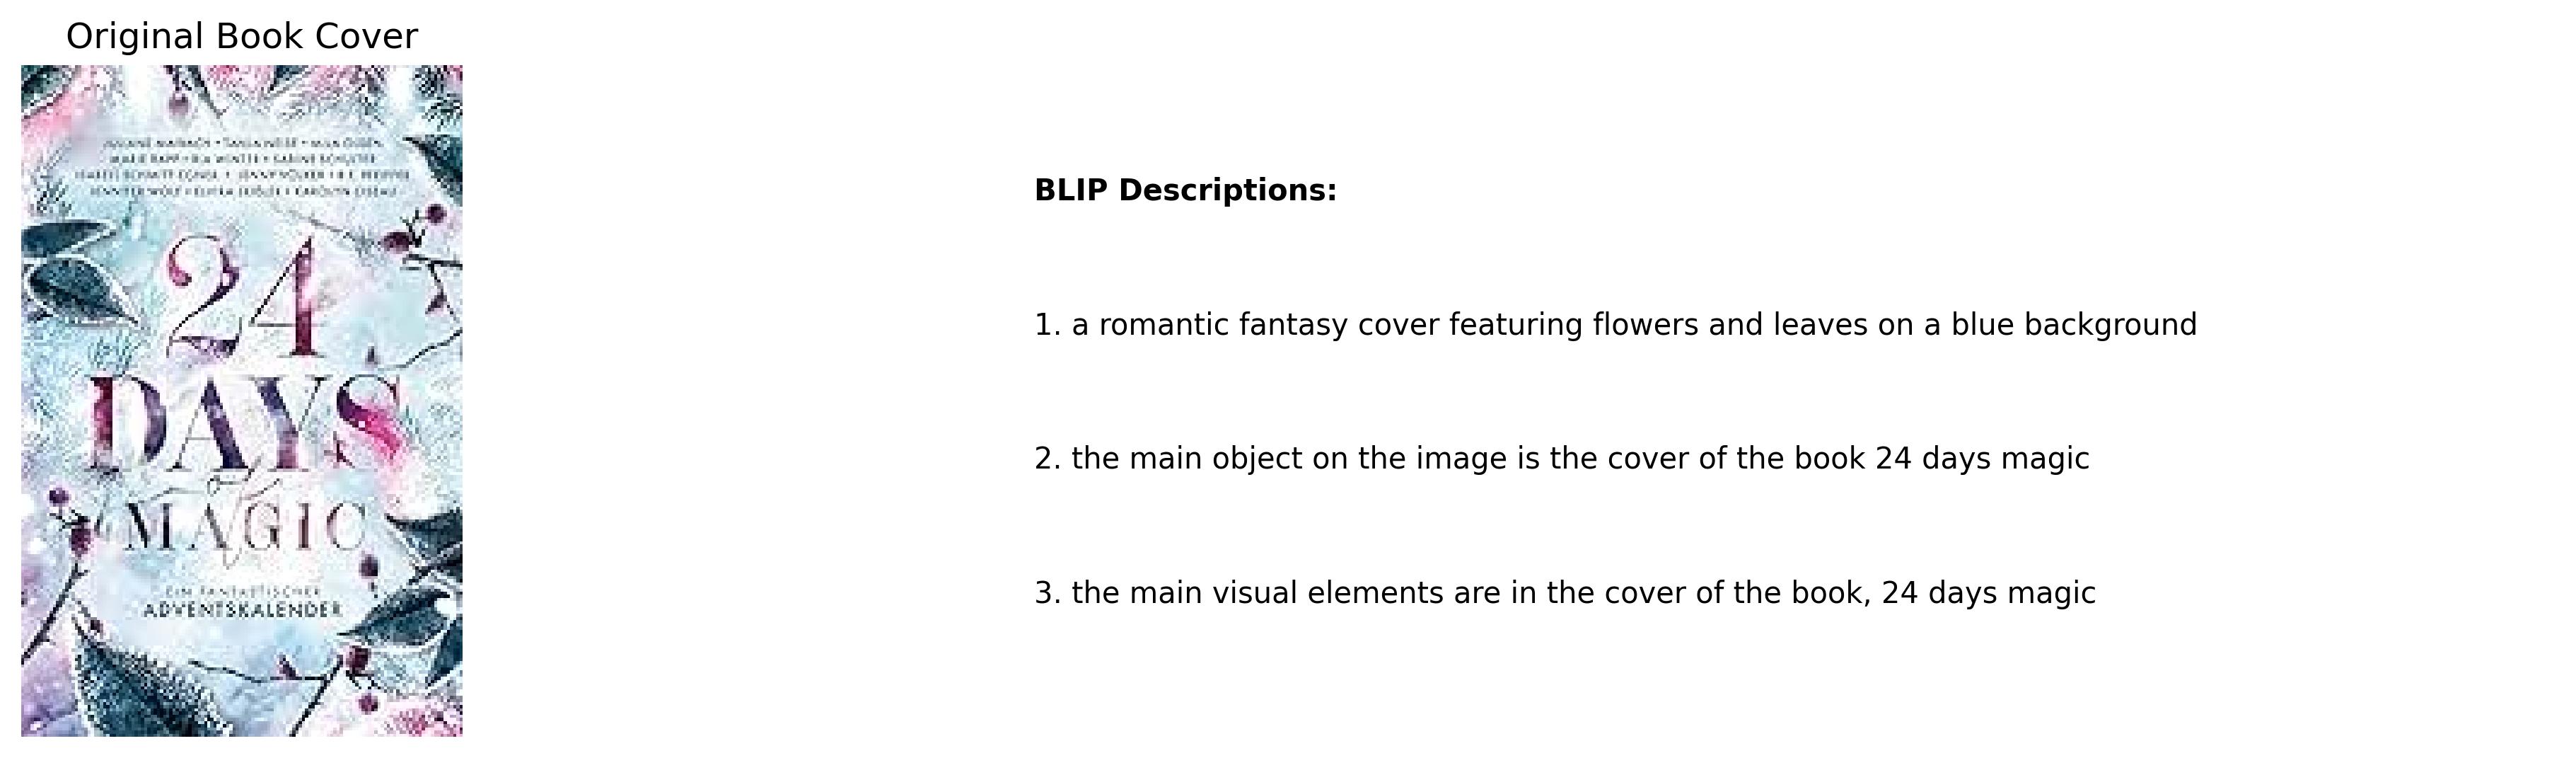 Original Book Cover
24
DAYS
of
MAGIC
EIN FANTASTISCHER
ADVENTSKALENDER
BLIP Descriptions:
1. a romantic fantasy cover featuring flowers and leaves on a blue background
2. the main object on the image is the cover of the book 24 days magic
3. the main visual elements are in the cover of the book, 24 days magic